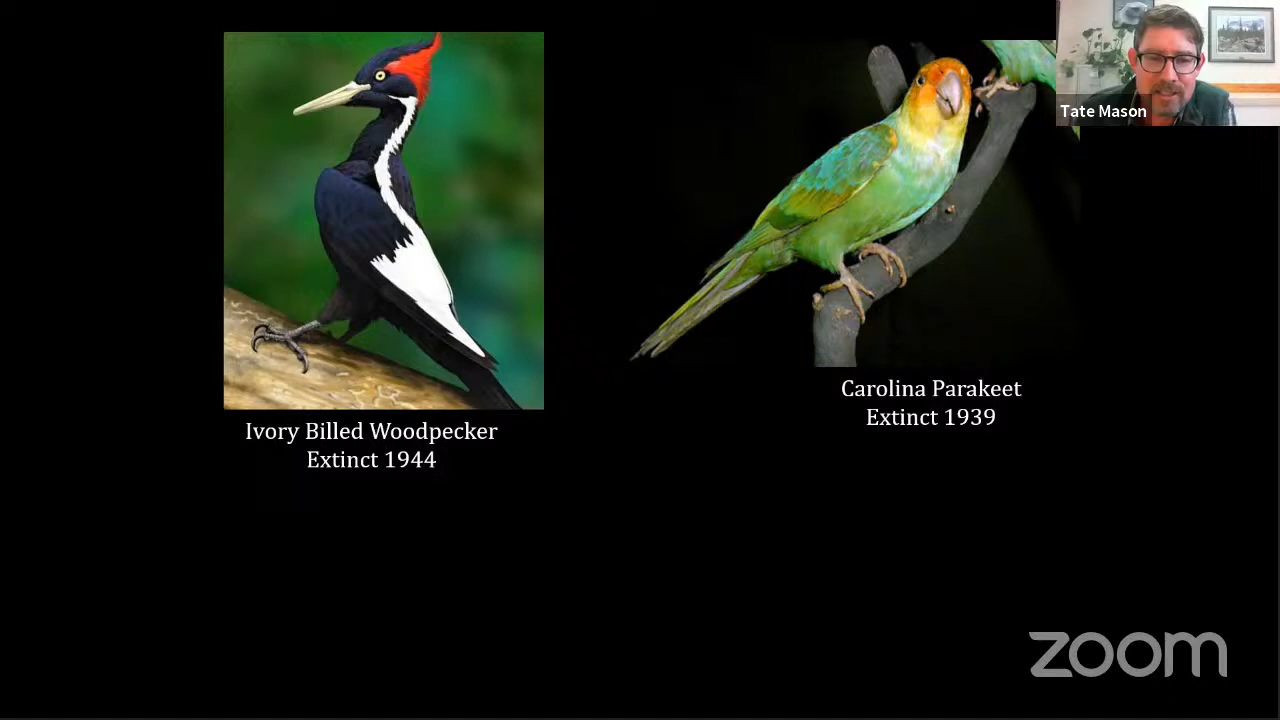 Tate Mason
Carolina Parakeet
Extinct 1939
Ivory Billed Woodpecker
Extinct 1944
zoom